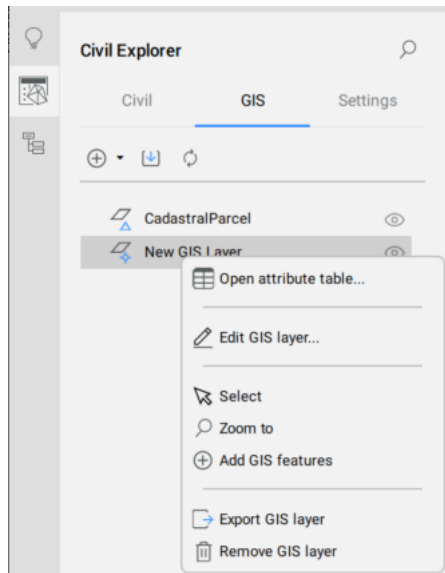 Civil Explorer
Civil GIS Settings
CadastralParcel
New GIS Layer
Open attribute table...
Edit GIS layer...
Select
Zoom to
Add GIS features
Export GIS layer
Remove GIS layer